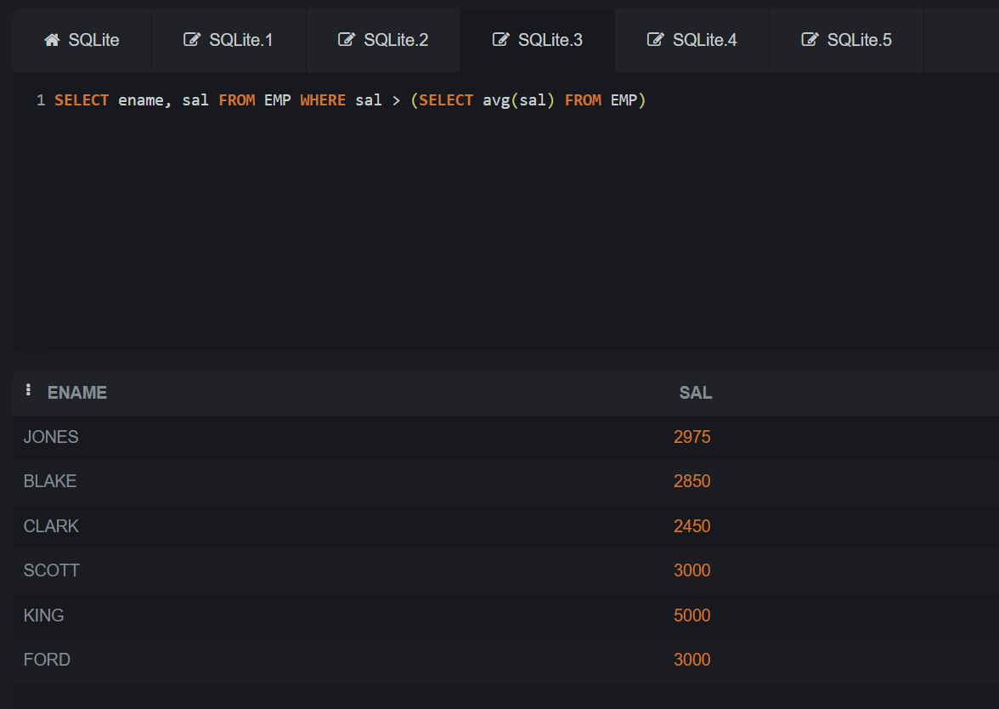 SQLite SQLite.1 SQLite.2 SQLite.3 SQLite.4 SQLite.5
1 SELECT ename, sal FROM EMP WHERE sal > (SELECT avg(sal) FROM EMP)
ENAME SAL
JONES 2975
BLAKE 2850
CLARK 2450
SCOTT 3000
KING 5000
FORD 3000